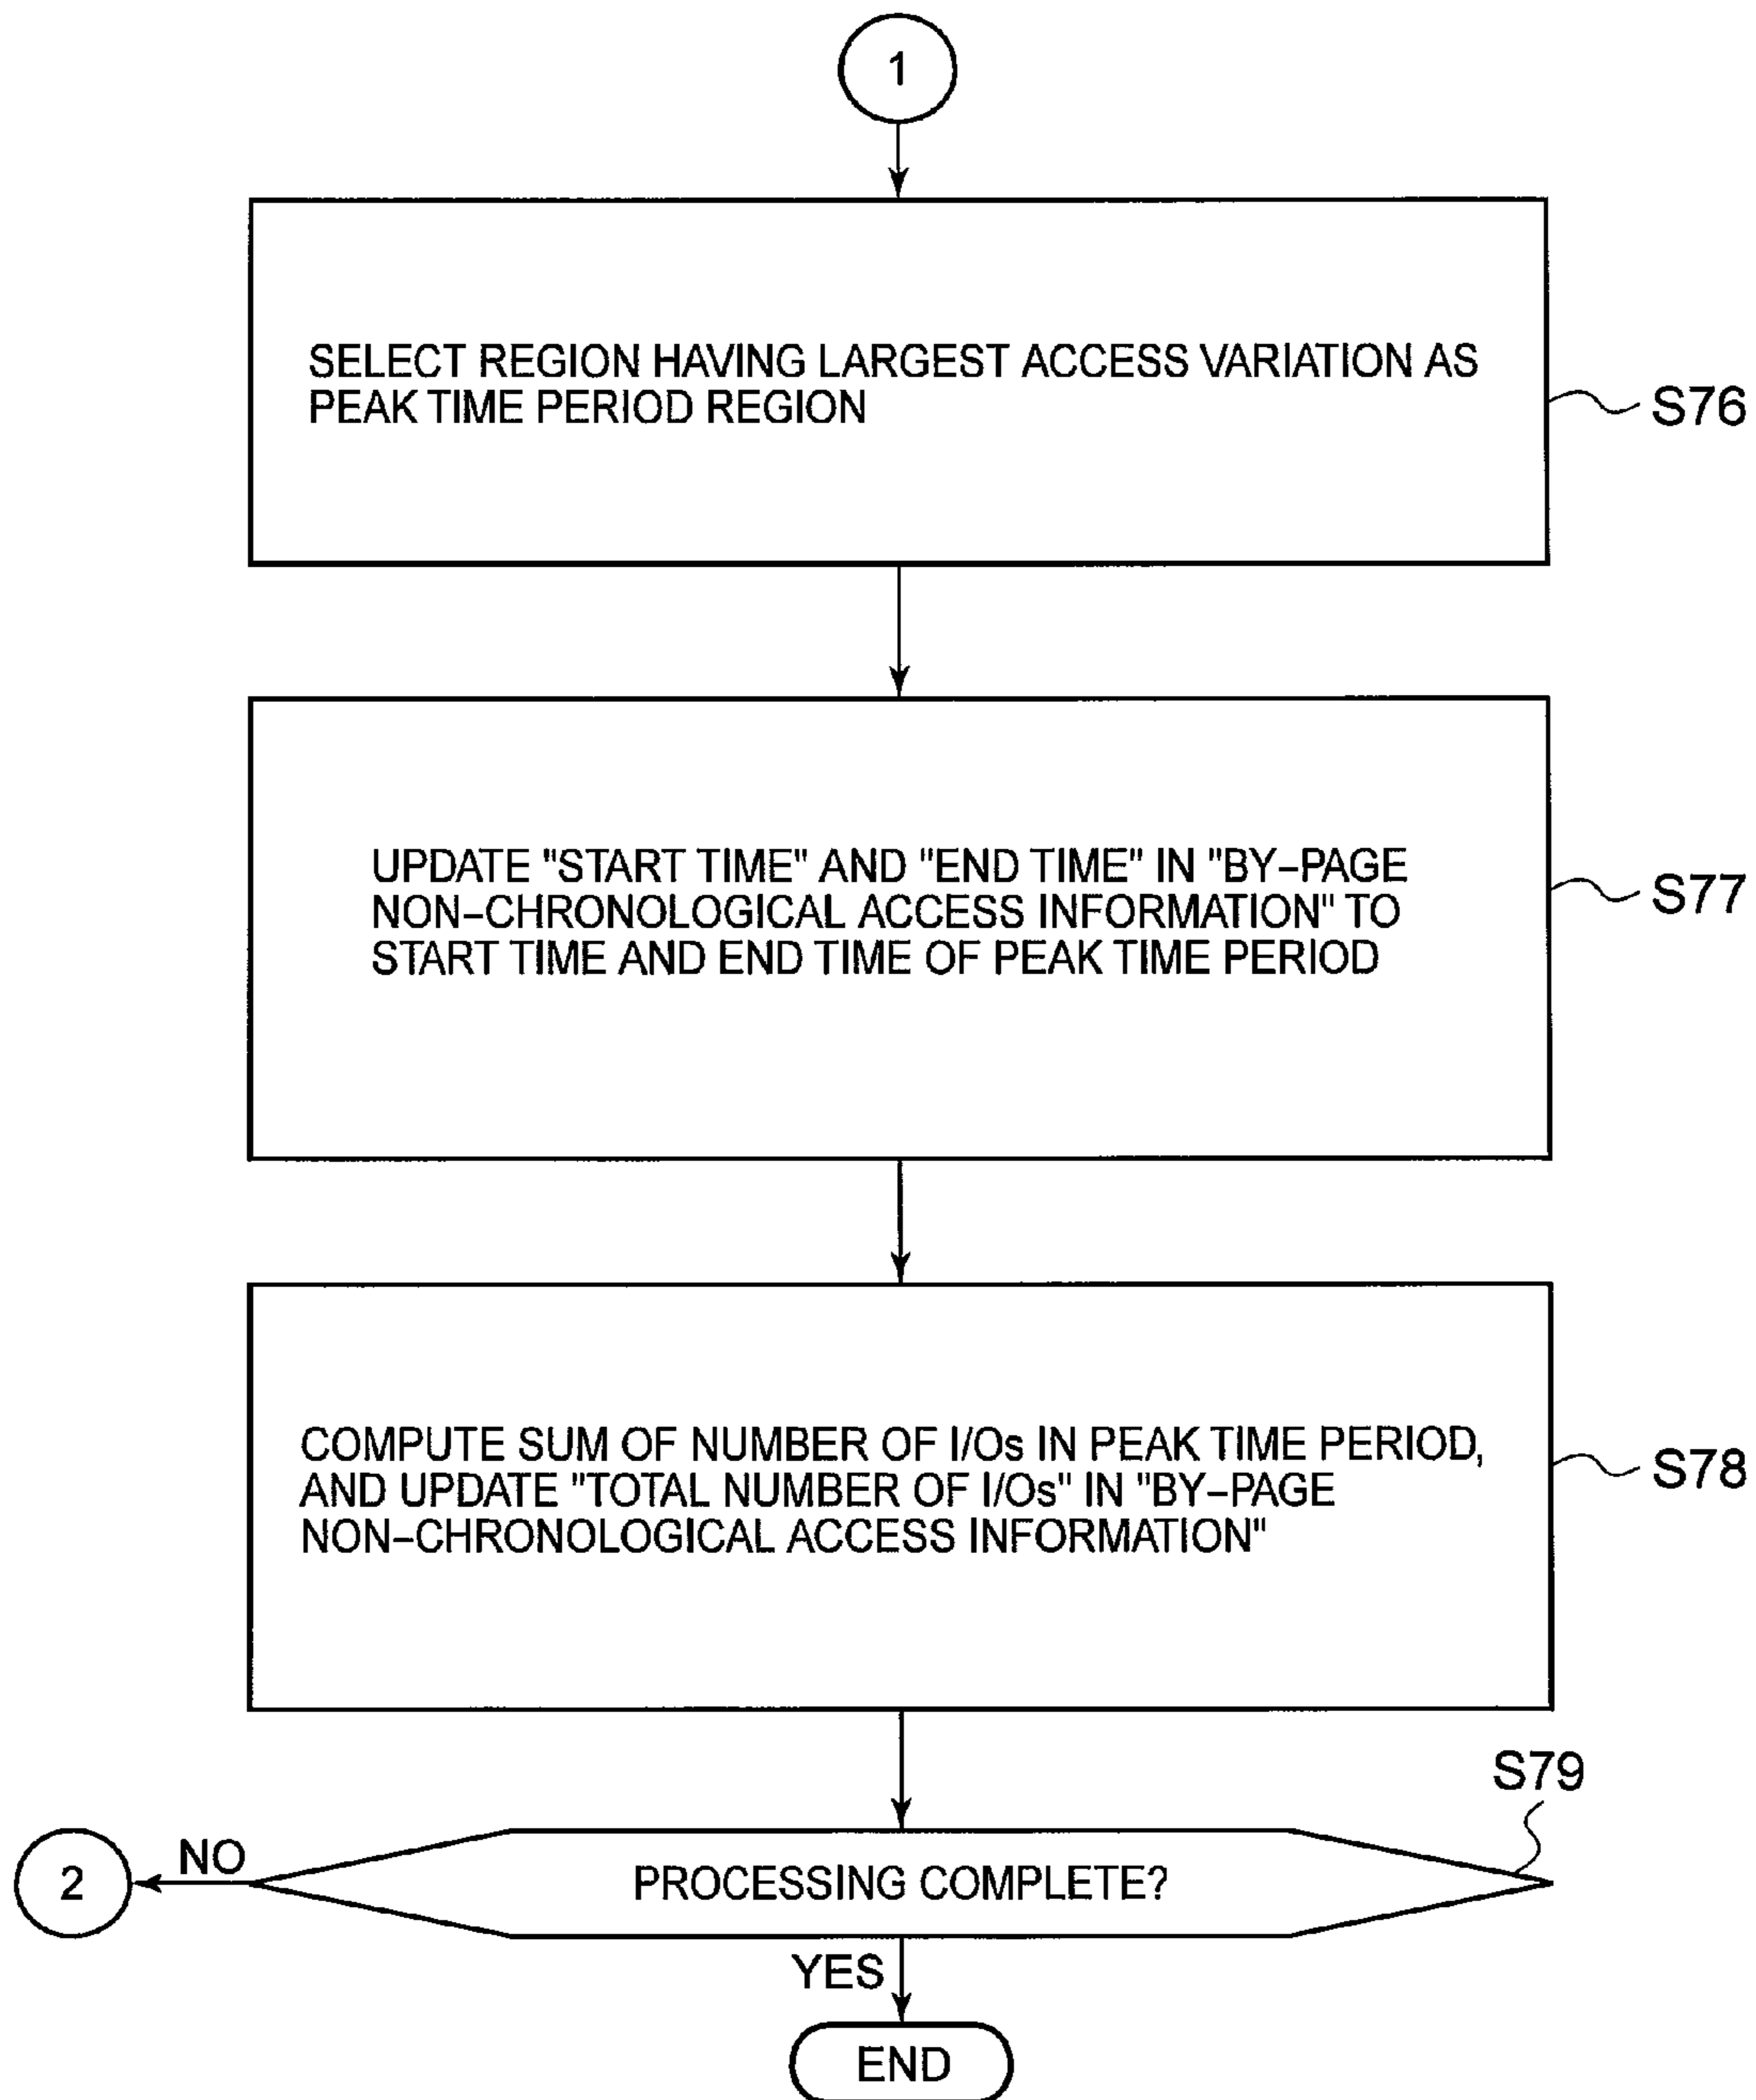 1
SELECT REGION HAVING LARGEST ACCESS VARIATION AS
PEAK TIME PERIOD REGION
S76
UPDATE "START TIME" AND "END TIME" IN "BY-PAGE
NON-CHRONOLOGICAL ACCESS INFORMATION" TO
START TIME AND END TIME OF PEAK TIME PERIOD
S77
COMPUTE SUM OF NUMBER OF I/Os IN PEAK TIME PERIOD,
AND UPDATE "TOTAL NUMBER OF I/Os" IN "BY-PAGE
NON-CHRONOLOGICAL ACCESS INFORMATION"
S78
S79
2
NO
PROCESSING COMPLETE?
YES
END